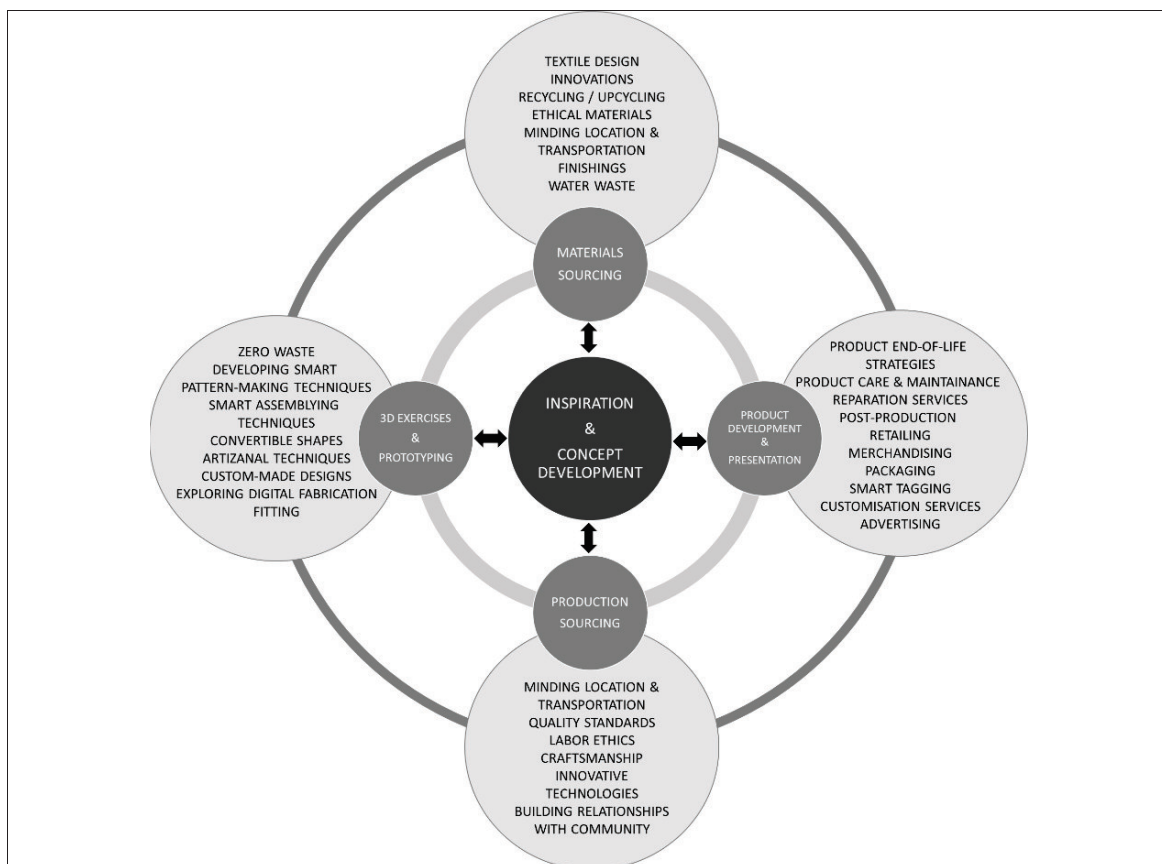 TEXTILE DESIGN
INNOVATIONS
RECYCLING / UPCYCLING
ETHICAL MATERIALS
MINDING LOCATION &
TRANSPORTATION
FINISHINGS
WATER WASTE
MATERIALS
SOURCING
ZERO WASTE
DEVELOPING SMART
PATTERN-MAKING TECHNIQUES
SMART ASSEMBLYING
TECHNIQUES
CONVERTIBLE SHAPES
ARTIZANAL TECHNIQUES
CUSTOM-MADE DESIGNS
EXPLORING DIGITAL FABRICATION
FITTING
3D EXERCISES
&
PROTOTYPING
INSPIRATION
&
CONCEPT
DEVELOPMENT
PRODUCT
DEVELOPMENT
&
PRESENTATION
PRODUCT END-OF-LIFE
STRATEGIES
PRODUCT CARE & MAINTAINANCE
REPARATION SERVICES
POST-PRODUCTION
RETAILING
MERCHANDISING
PACKAGING
SMART TAGGING
CUSTOMISATION SERVICES
ADVERTISING
PRODUCTION
SOURCING
MINDING LOCATION &
TRANSPORTATION
QUALITY STANDARDS
LABOR ETHICS
CRAFTSMANSHIP
INNOVATIVE
TECHNOLOGIES
BUILDING RELATIONSHIPS
WITH COMMUNITY